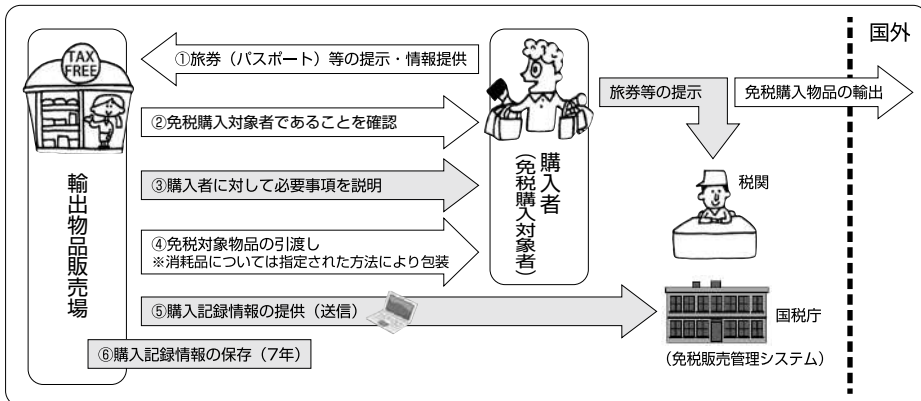 TAX
FREE
輸出物品販売場
①旅券（パスポート）等の提示・情報提供
②免税購入対象者であることを確認
③購入者に対して必要事項を説明
④免税対象物品の引渡し
※消耗品については指定された方法により包装
⑤購入記録情報の提供（送信）
⑥購入記録情報の保存（7年）
購入者
（免税購入対象者）
旅券等の提示
免税購入物品の輸出
国外
税関
国税庁
（免税販売管理システム）